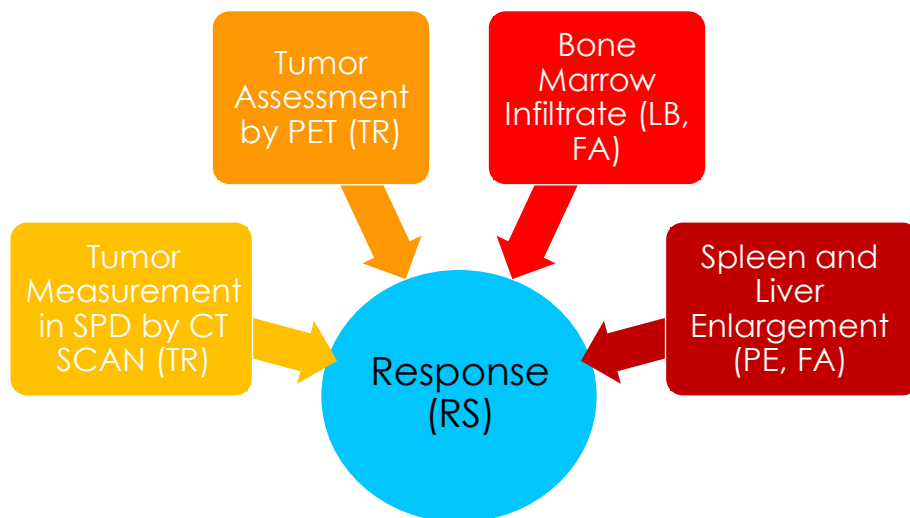 Tumor
Assessment
by PET (TR)
Bone
Marrow
Infiltrate (LB,
FA)
Tumor
Measurement
in SPD by CT
SCAN (TR)
Spleen and
Liver
Enlargement
(PE, FA)
Response
(RS)